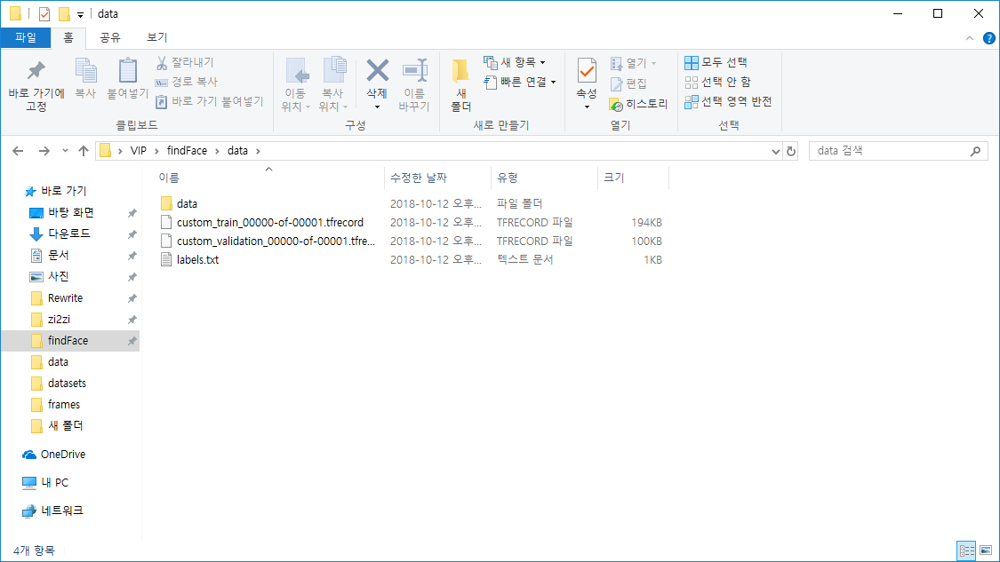 data
파일 홈 공유 보기
바로 가기에 고정
복사
붙여넣기
잘라내기
경로 복사
바로 가기 붙여넣기
클립보드
이동 위치
복사 위치
삭제
이름 바꾸기
구성
새 폴더
새 항목
빠른 연결
새로 만들기
속성
열기
편집
히스토리
열기
모두 선택
선택 안 함
선택 영역 반전
선택
VIP > findFace > data >
data 검색
이름 수정한 날짜 유형 크기
data 2018-10-12 오후... 파일 폴더
custom_train_00000-of-00001.tfrecord 2018-10-12 오후... TFRECORD 파일 194KB
custom_validation_00000-of-00001.tfre... 2018-10-12 오후... TFRECORD 파일 100KB
labels.txt 2018-10-12 오후... 텍스트 문서 1KB
바로 가기
바탕 화면
다운로드
문서
사진
Rewrite
zi2zi
findFace
data
datasets
frames
새 폴더
OneDrive
내 PC
네트워크
4개 항목